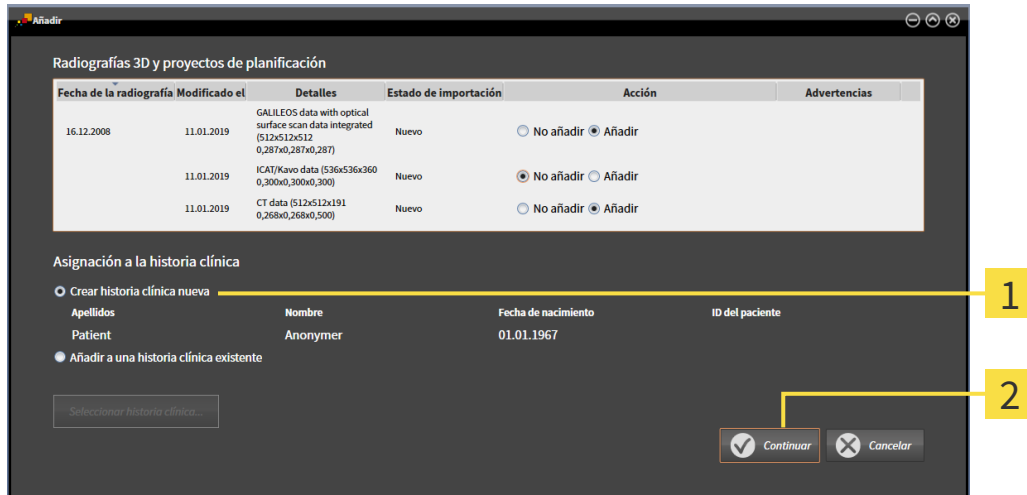 Añadir
Radiografías 3D y proyectos de planificación
Fecha de la radiografía Modificado el Detalles Estado de importación Acción Advertencias
GALILEOS data with optical
surface scan data integrated
(512x512x512
0,287x0,287x0,287)
16.12.2008 11.01.2019 Nuevo No añadir Añadir
ICAT/Kavo data (536x536x360
0,300x0,300x0,300)
11.01.2019 Nuevo No añadir Añadir
CT data (512x512x191
0,268x0,268x0,500)
11.01.2019 Nuevo No añadir Añadir
Asignación a la historia clínica
Crear historia clínica nueva
1
Apellidos Nombre Fecha de nacimiento ID del paciente
Patient Anonymer 01.01.1967
Añadir a una historia clínica existente
Seleccionar historia clínica...
2
Continuar Cancelar